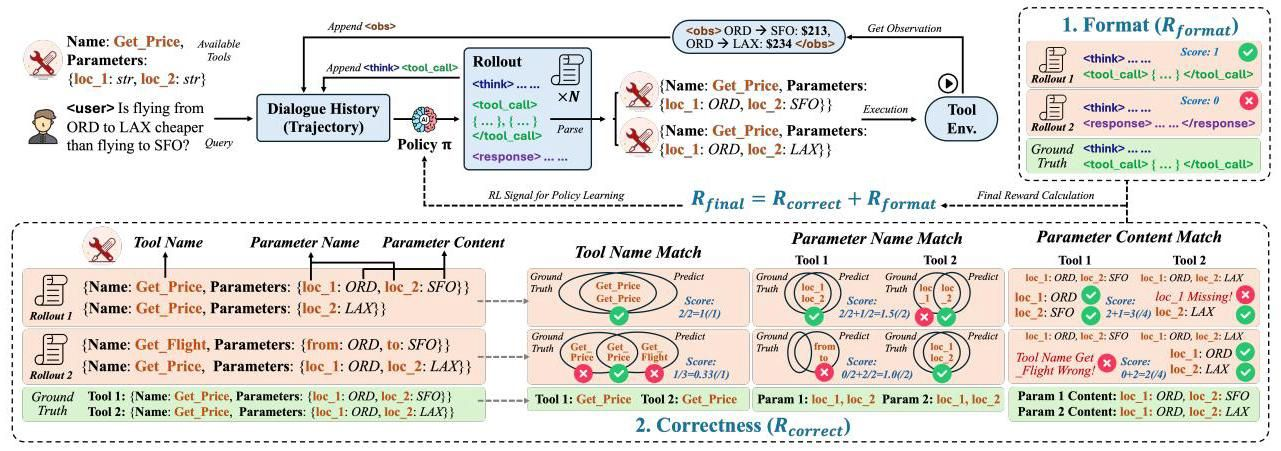 Name: Get_Price,
Parameters:
{loc_1: str, loc_2: str}
Available
Tools
<user> Is flying from
ORD to LAX cheaper
than flying to SFO?
Query
Append <obs>
Append <think> <tool_call>
Dialogue History
(Trajectory)
Policy π
Rollout
<think> ... ...
<tool_call>
{ ... }, { ... }
</tool_call>
<response> ... ...
×N
Parse
<obs> ORD → SFO: $213,
ORD → LAX: $234 </obs>
Get Observation
{Name: Get_Price, Parameters:
{loc_1: ORD, loc_2: SFO}}
{Name: Get_Price, Parameters:
{loc_1: ORD, loc_2: LAX}}
Execution
Tool
Env.
1. Format (Rformat)
Rollout 1
<think> ... ...
Score: 1
<tool_call> { ... } </tool_call>
Rollout 2
<think> ... ...
Score: 0
<response> ... ... </response>
Ground
Truth
<think> ... ...
<tool_call> { ... } </tool_call>
RL Signal for Policy Learning
Rfinal = Rcorrect + Rformat
Final Reward Calculation
Tool Name
Parameter Name
Parameter Content
Rollout 1
{Name: Get_Price, Parameters: {loc_1: ORD, loc_2: SFO}}
{Name: Get_Price, Parameters: {loc_2: LAX}}
Rollout 2
{Name: Get_Flight, Parameters: {from: ORD, to: SFO}}
{Name: Get_Price, Parameters: {loc_1: ORD, loc_2: LAX}}
Ground
Truth
Tool 1: {Name: Get_Price, Parameters: {loc_1: ORD, loc_2: SFO}}
Tool 2: {Name: Get_Price, Parameters: {loc_1: ORD, loc_2: LAX}}
Tool Name Match
Ground
Truth
Predict
Get_Price
Get_Price
Score:
2/2=1(/1)
Ground
Truth
Predict
Get_
Price
Get_
Price
Get_
Flight
Score:
1/3=0.33(/1)
Tool 1: Get_Price Tool 2: Get_Price
Parameter Name Match
Tool 1
Tool 2
Ground
Truth
Predict
loc_1
loc_2
loc
_1
loc
_2
Score:
2/2+1/2=1.5(/2)
Ground
Truth
Predict
from
to
loc_1
loc_2
Score:
0/2+2/2=1.0(/2)
Param 1: loc_1, loc_2 Param 2: loc_1, loc_2
Parameter Content Match
Tool 1
Tool 2
loc_1: ORD, loc_2: SFO
loc_1: ORD, loc_2: LAX
loc_1: ORD
loc_2: SFO
Score:
2+1=3(/4)
loc_1 Missing!
loc_2: LAX
loc_1: ORD, loc_2: SFO
loc_1: ORD, loc_2: LAX
Tool Name Get
_Flight Wrong!
Score:
0+2=2(/4)
loc_1: ORD
loc_2: LAX
Param 1 Content: loc_1: ORD, loc_2: SFO
Param 2 Content: loc_1: ORD, loc_2: LAX
2. Correctness (Rcorrect)